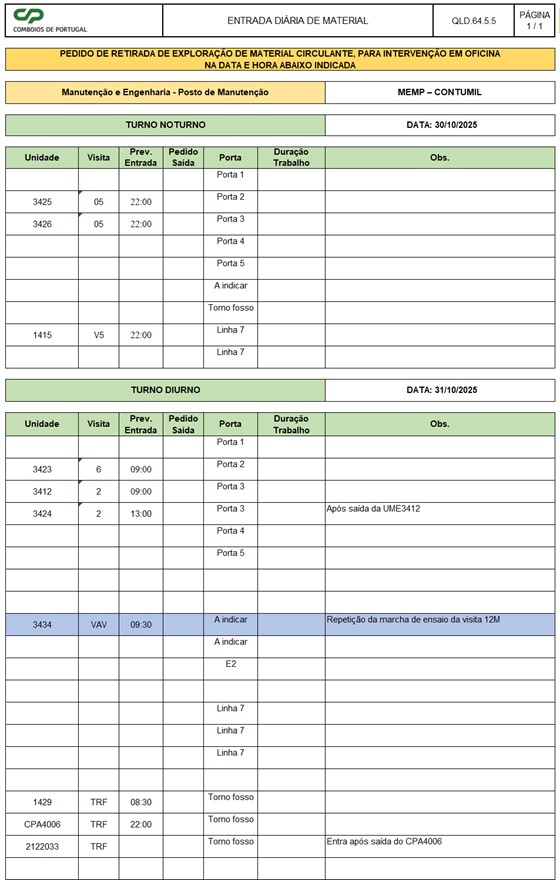 CP
COMBOIOS DE PORTUGAL
ENTRADA DIÁRIA DE MATERIAL
QLD.64.5.5
PÁGINA
1 / 1
PEDIDO DE RETIRADA DE EXPLORAÇÃO DE MATERIAL CIRCULANTE, PARA INTERVENÇÃO EM OFICINA
NA DATA E HORA ABAIXO INDICADA
Manutenção e Engenharia - Posto de Manutenção MEMP – CONTUMIL
TURNO NOTURNO DATA: 30/10/2025
Unidade Visita Prev. Entrada Pedido Saída Porta Duração Trabalho Obs.
Porta 1
3425 05 22:00 Porta 2
3426 05 22:00 Porta 3
Porta 4
Porta 5
A indicar
Torno fosso
1415 V5 22:00 Linha 7
Linha 7
TURNO DIURNO DATA: 31/10/2025
Unidade Visita Prev. Entrada Pedido Saída Porta Duração Trabalho Obs.
Porta 1
3423 6 09:00 Porta 2
3412 2 09:00 Porta 3
3424 2 13:00 Porta 3 Após saída da UME3412
Porta 4
Porta 5
3434 VAV 09:30 A indicar Repetição da marcha de ensaio da visita 12M
A indicar
E2
Linha 7
Linha 7
Linha 7
1429 TRF 08:30 Torno fosso
CPA4006 TRF 22:00 Torno fosso
2122033 TRF Torno fosso Entra após saída do CPA4006